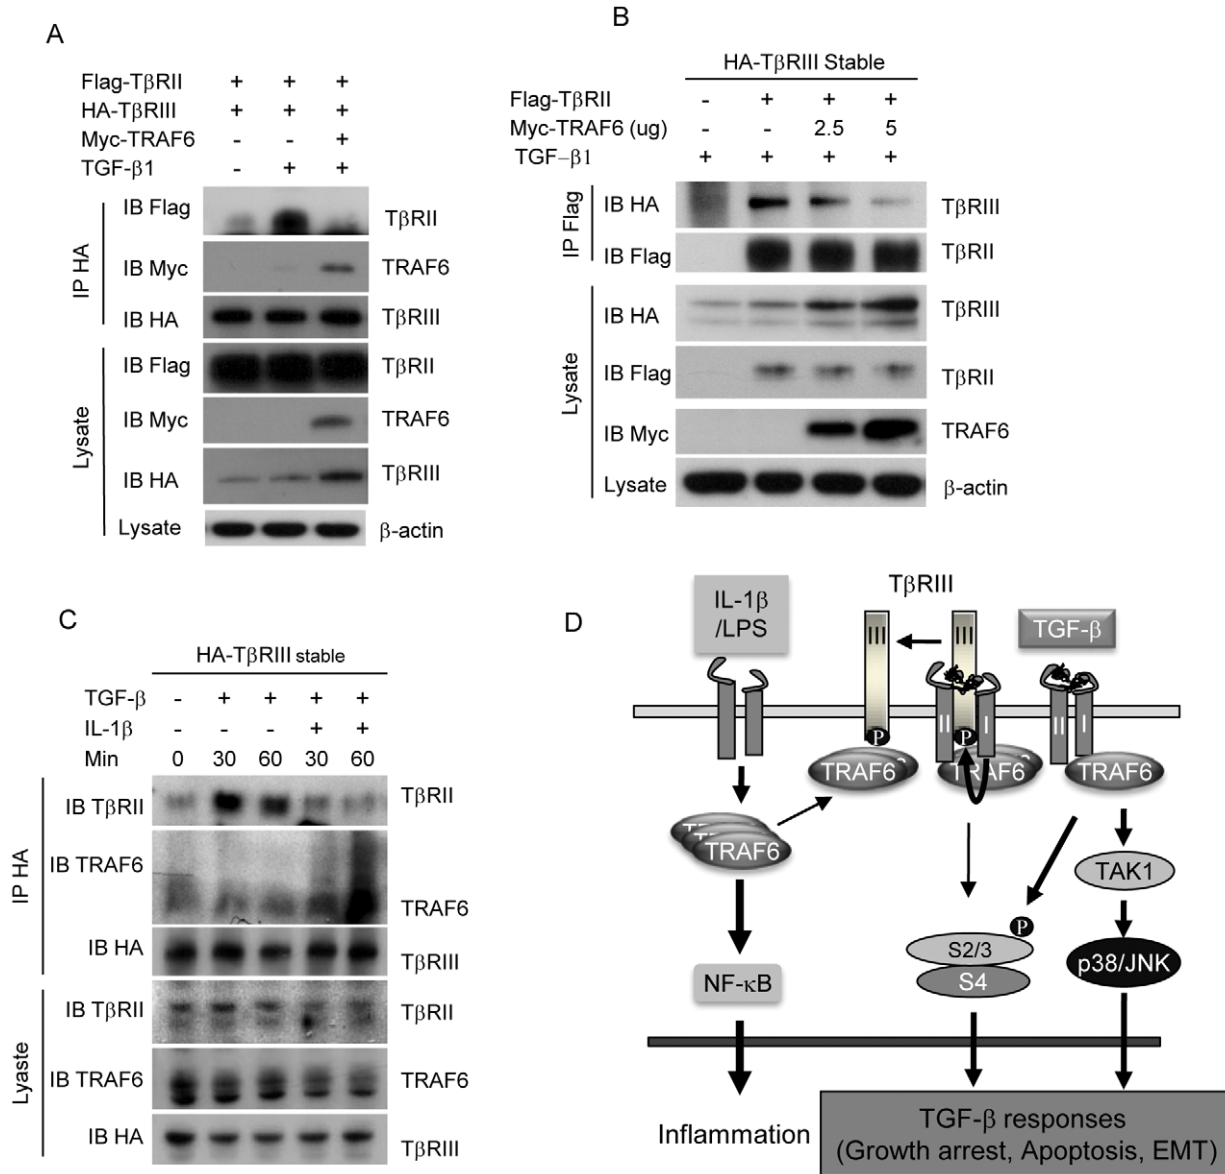 A
Flag-TβRII + + +
HA-TβRIII + + +
Myc-TRAF6 - - +
TGF-β1 - + +
IP HA
IB Flag TβRII
IB Myc TRAF6
IB HA TβRIII
Lysate
IB Flag TβRII
IB Myc TRAF6
IB HA TβRIII
Lysate β-actin
B
HA-TβRIII Stable
Flag-TβRII - + + +
Myc-TRAF6 (ug) - - 2.5 5
TGF-β1 + + + +
IP Flag
IB HA TβRIII
IB Flag TβRII
Lysate
IB HA TβRIII
IB Flag TβRII
IB Myc TRAF6
Lysate β-actin
C
HA-TβRIII stable
TGF-β - + + + +
IL-1β - - - + +
Min 0 30 60 30 60
IP HA
IB TβRII TβRII
IB TRAF6
TRAF6
IB HA TβRIII
Lyaste
IB TβRII TβRII
IB TRAF6 TRAF6
IB HA TβRIII
D
TβRIII
IL-1β
/LPS
TGF-β
III III
II I II I
P P
TRAF6 TRAF6 TRAF6
TRAF6
TAK1
P
S2/3
S4
p38/JNK
NF-κB
Inflammation
TGF-β responses
(Growth arrest, Apoptosis, EMT)